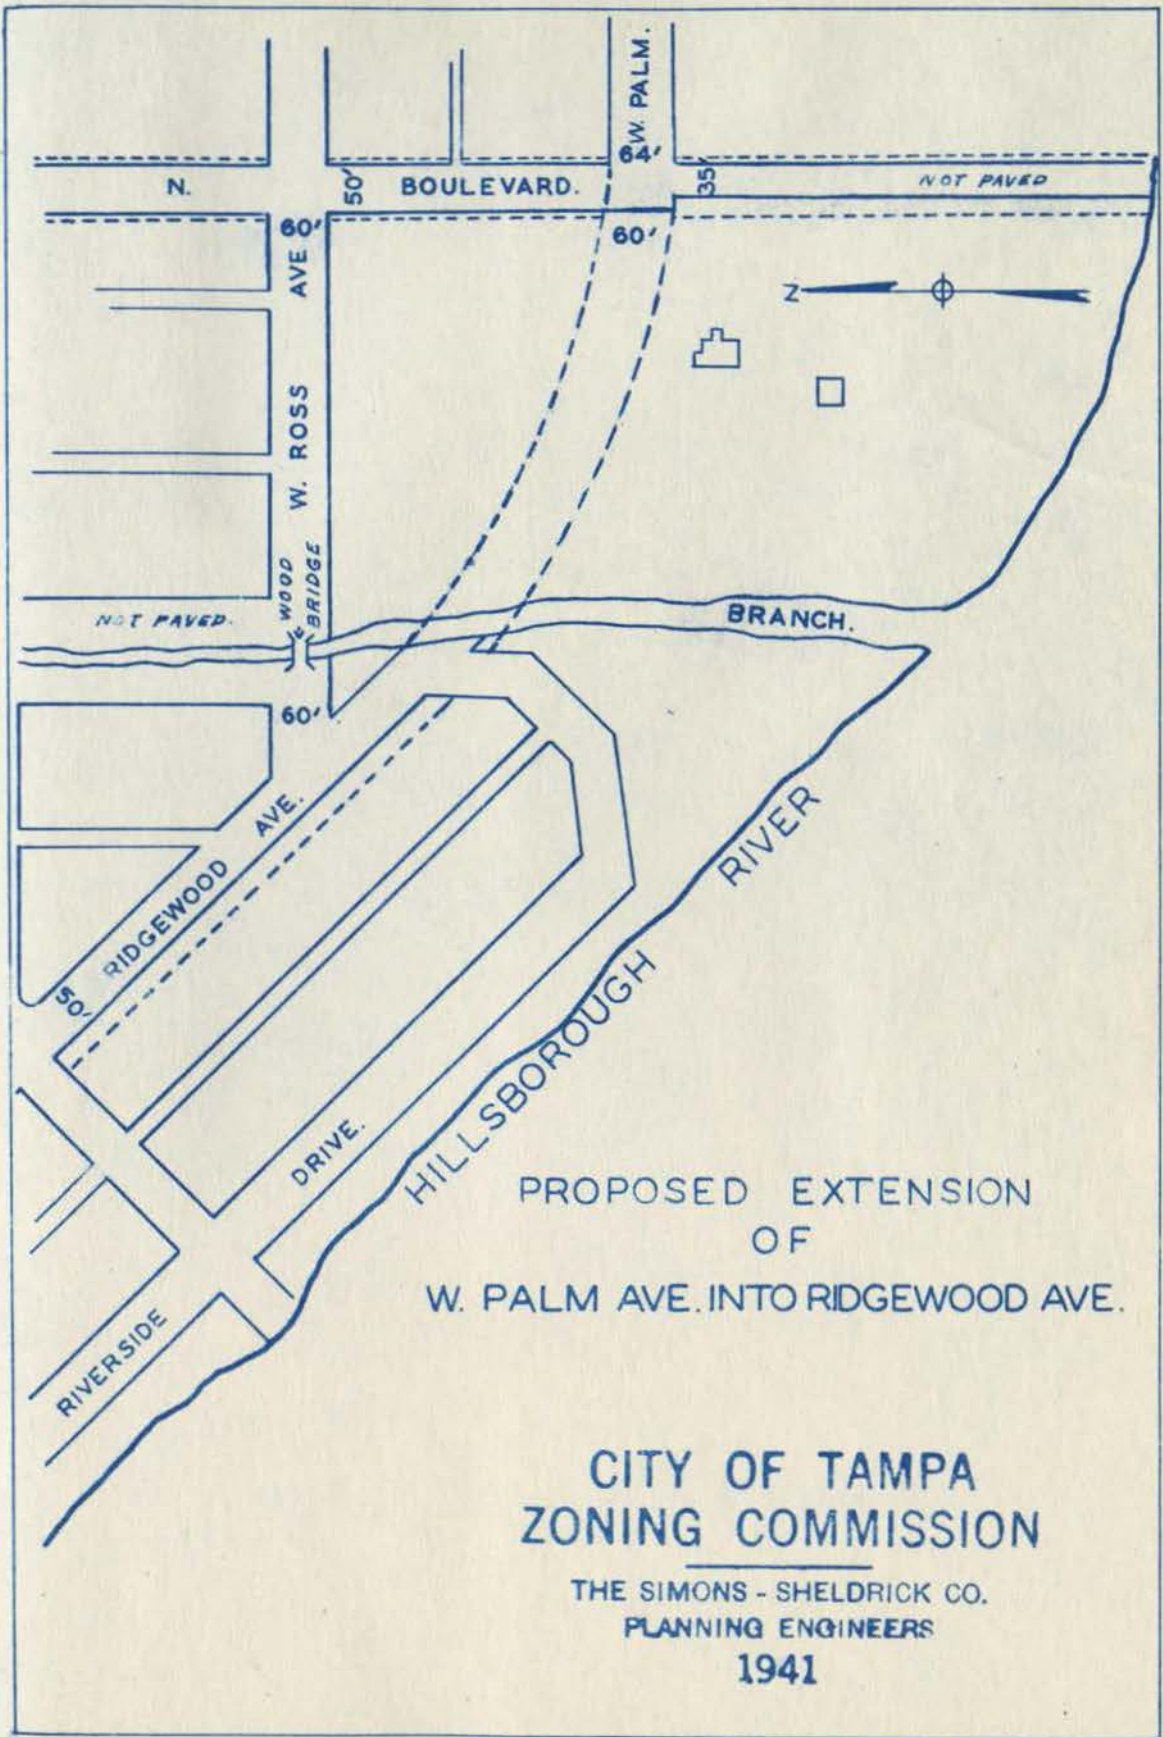 W. PALM.
64'
N.
50'
BOULEVARD.
35'
NOT PAVED
60'
60'
W. ROSS AVE
Z
WOOD
BRIDGE
NOT PAVED.
BRANCH.
60'
RIDGEWOOD AVE.
50'
HILLSBOROUGH RIVER
DRIVE.
RIVERSIDE
PROPOSED EXTENSION
OF
W. PALM AVE. INTO RIDGEWOOD AVE.
CITY OF TAMPA
ZONING COMMISSION
THE SIMONS - SHELDRICK CO.
PLANNING ENGINEERS
1941